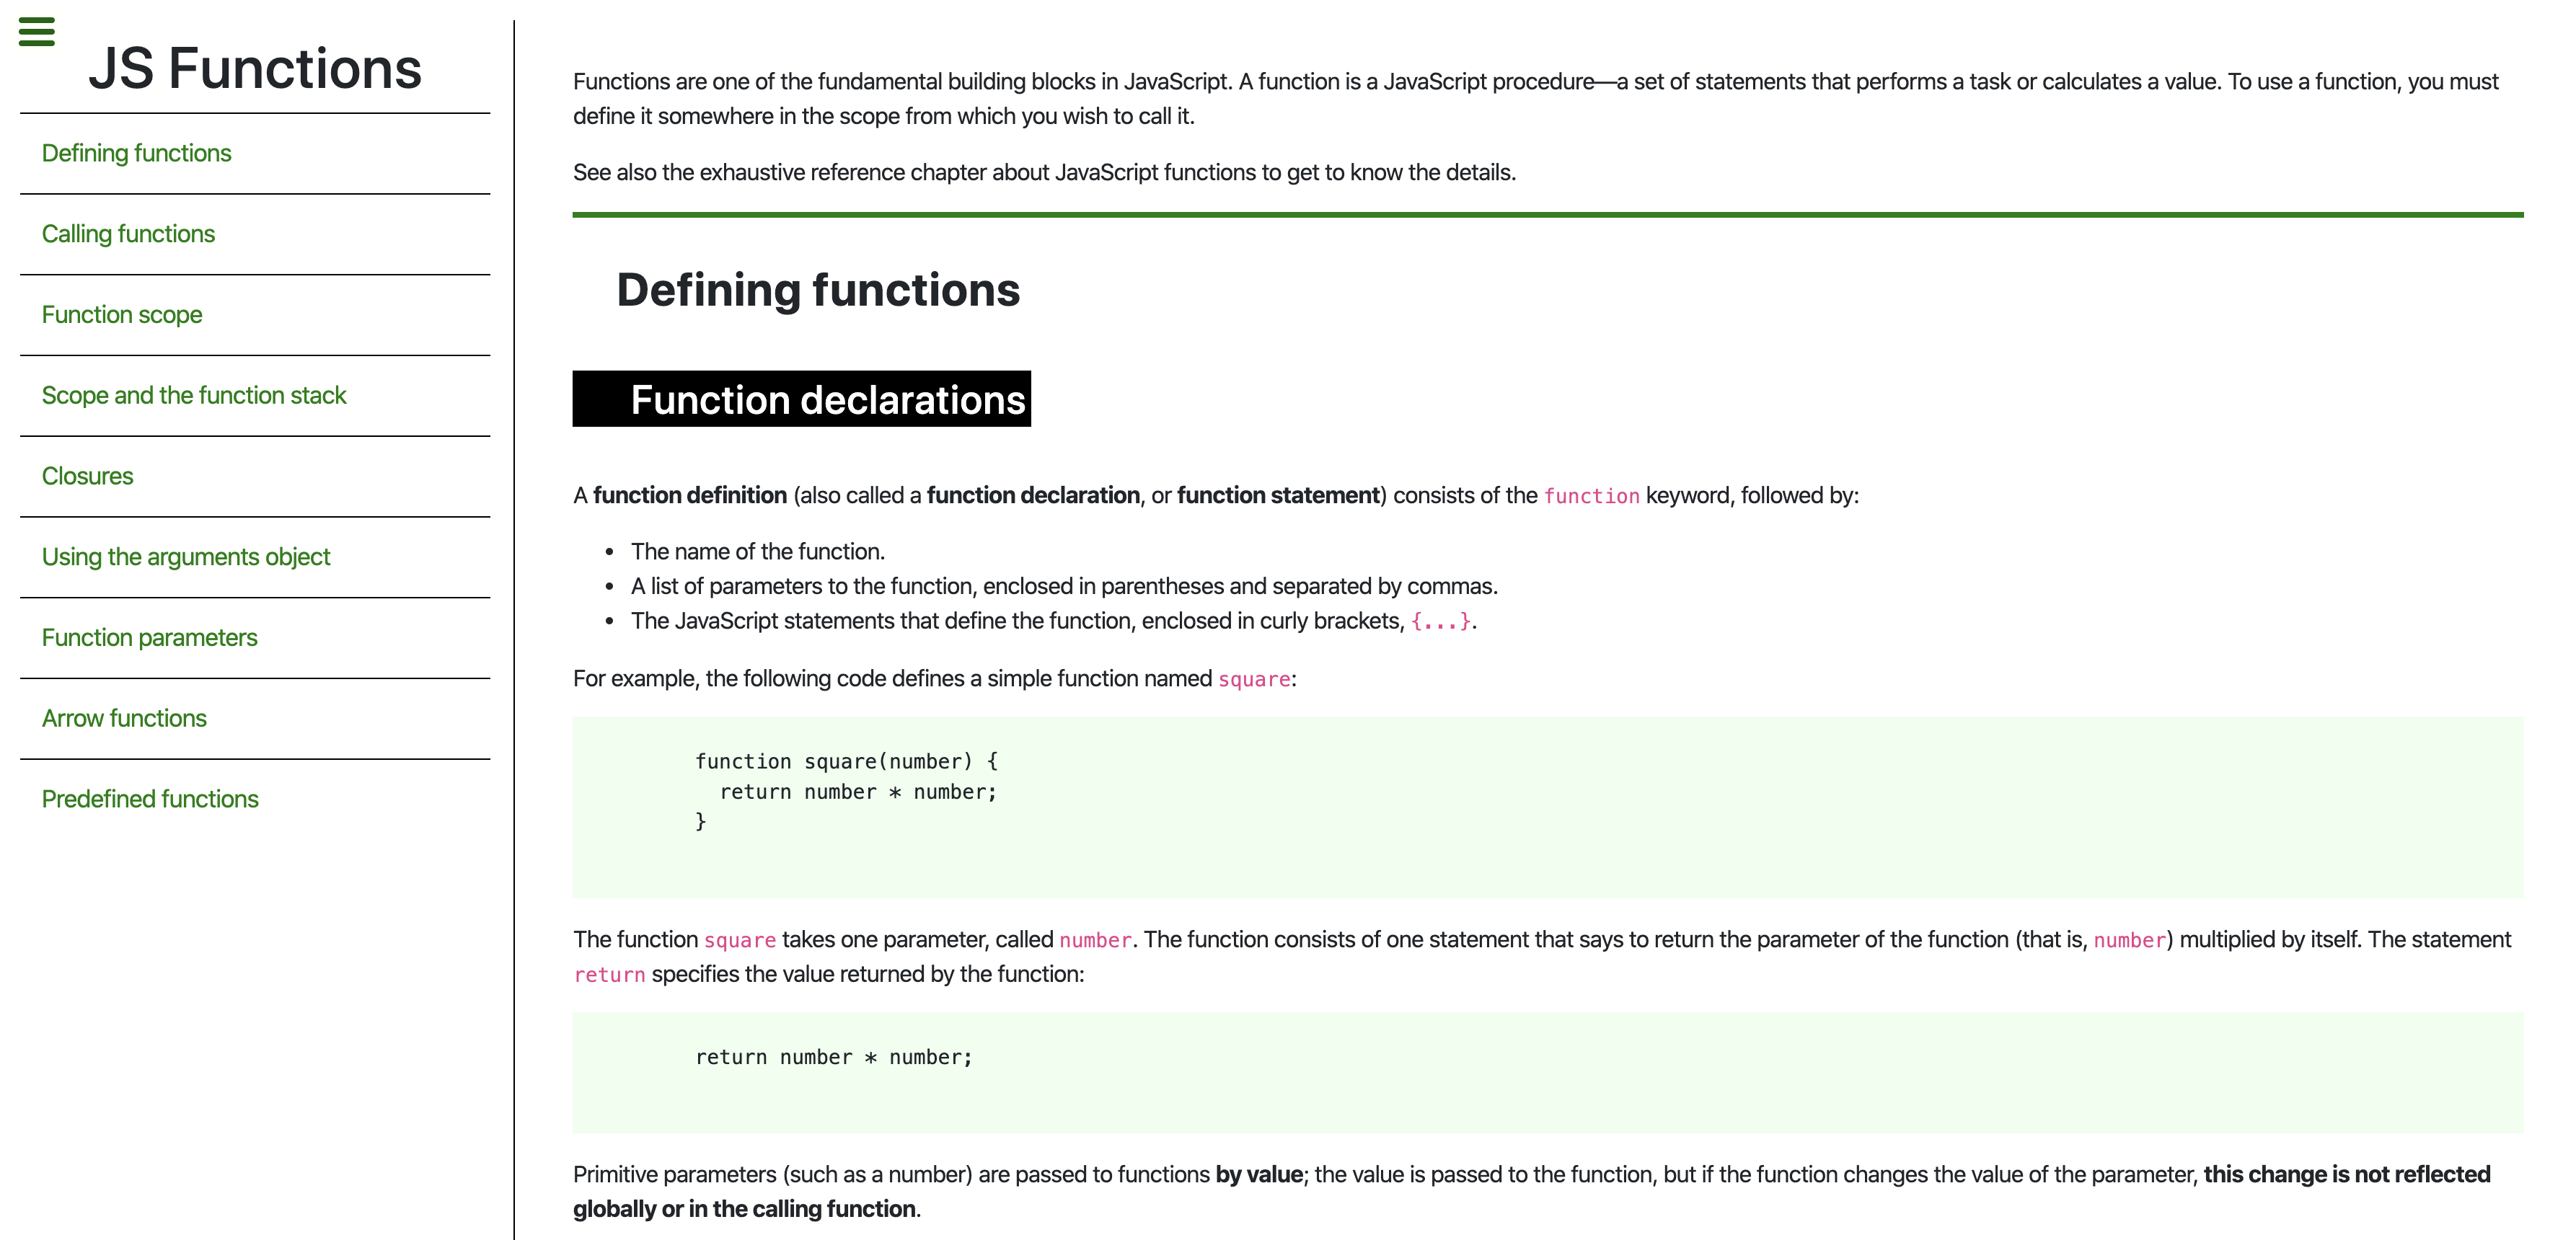 JS Functions
Defining functions
Calling functions
Function scope
Scope and the function stack
Closures
Using the arguments object
Function parameters
Arrow functions
Predefined functions
Functions are one of the fundamental building blocks in JavaScript. A function is a JavaScript procedure—a set of statements that performs a task or calculates a value. To use a function, you must
define it somewhere in the scope from which you wish to call it.
See also the exhaustive reference chapter about JavaScript functions to get to know the details.
Defining functions
Function declarations
A function definition (also called a function declaration, or function statement) consists of the function keyword, followed by:
• The name of the function.
• A list of parameters to the function, enclosed in parentheses and separated by commas.
• The JavaScript statements that define the function, enclosed in curly brackets, {...}.
For example, the following code defines a simple function named square:
function square(number) {
  return number * number;
}
The function square takes one parameter, called number. The function consists of one statement that says to return the parameter of the function (that is, number) multiplied by itself. The statement
return specifies the value returned by the function:
return number * number;
Primitive parameters (such as a number) are passed to functions by value; the value is passed to the function, but if the function changes the value of the parameter, this change is not reflected
globally or in the calling function.